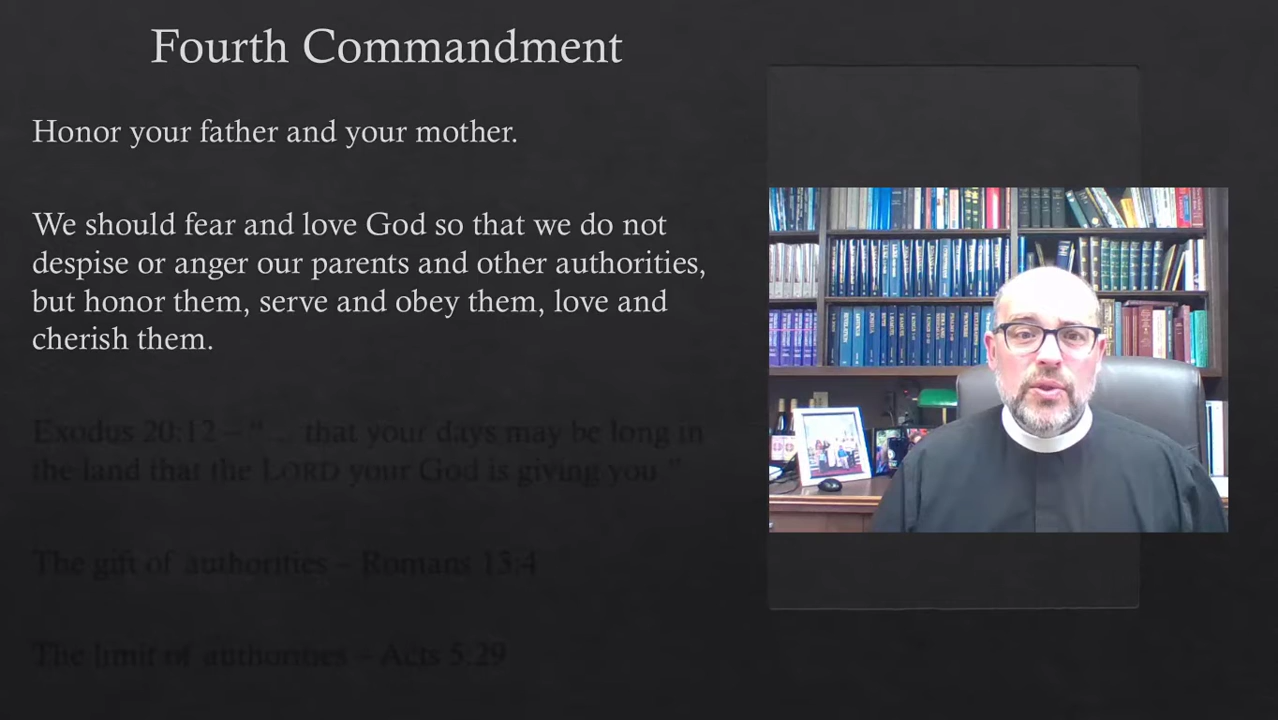 Fourth Commandment
Honor your father and your mother.
We should fear and love God so that we do not
despise or anger our parents and other authorities,
but honor them, serve and obey them, love and
cherish them.
Exodus 20:12 – “… that your days may be long in
the land that the LORD your God is giving you ”
The gift of authorities – Romans 13:4
The limit of authorities – Acts 5:29